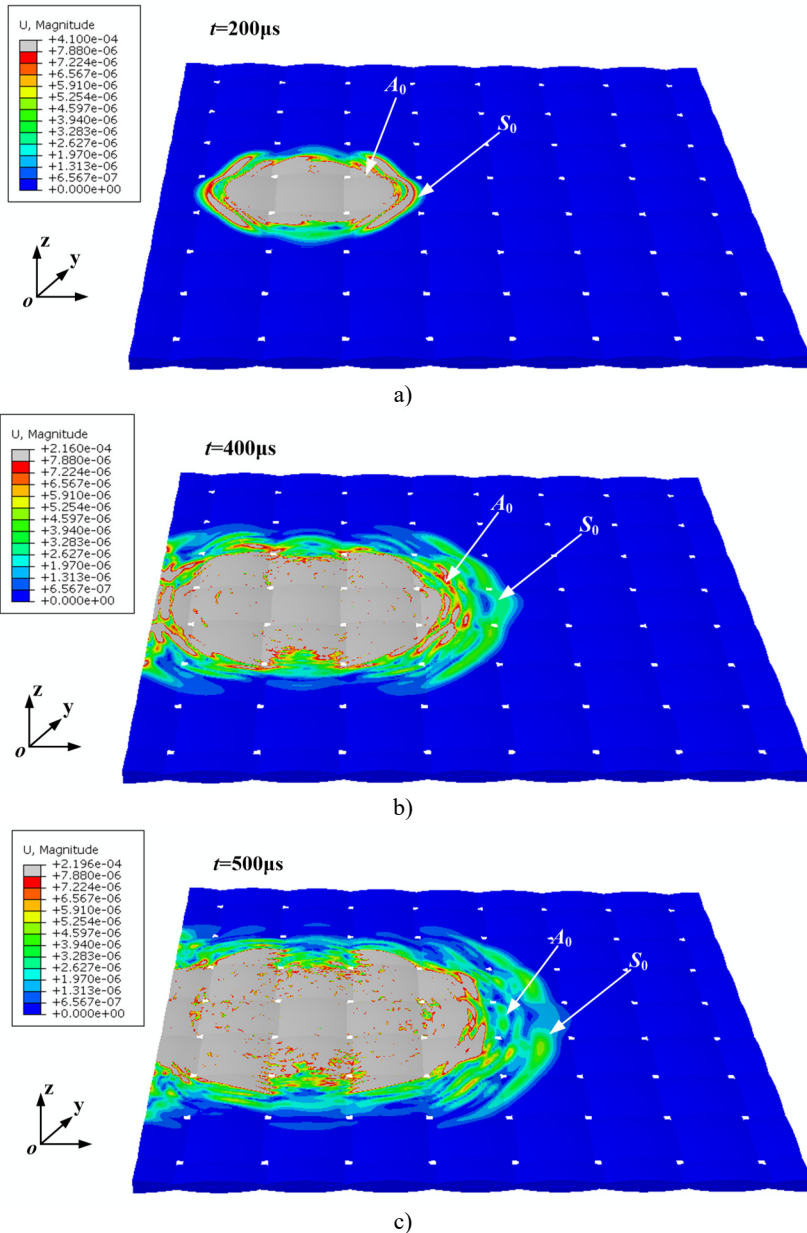 U, Magnitude
+4.100e-04
+7.880e-06
+7.224e-06
+6.567e-06
+5.910e-06
+5.254e-06
+4.597e-06
+3.940e-06
+3.283e-06
+2.627e-06
+1.970e-06
+1.313e-06
+6.567e-07
+0.000e+00
t=200μs
A₀
S₀
z
y
o
a)
U, Magnitude
+2.160e-04
+7.880e-06
+7.224e-06
+6.567e-06
+5.910e-06
+5.254e-06
+4.597e-06
+3.940e-06
+3.283e-06
+2.627e-06
+1.970e-06
+1.313e-06
+6.567e-07
+0.000e+00
t=400μs
A₀
S₀
z
y
o
b)
U, Magnitude
+2.196e-04
+7.880e-06
+7.224e-06
+6.567e-06
+5.910e-06
+5.254e-06
+4.597e-06
+3.940e-06
+3.283e-06
+2.627e-06
+1.970e-06
+1.313e-06
+6.567e-07
+0.000e+00
t=500μs
A₀
S₀
z
y
o
c)